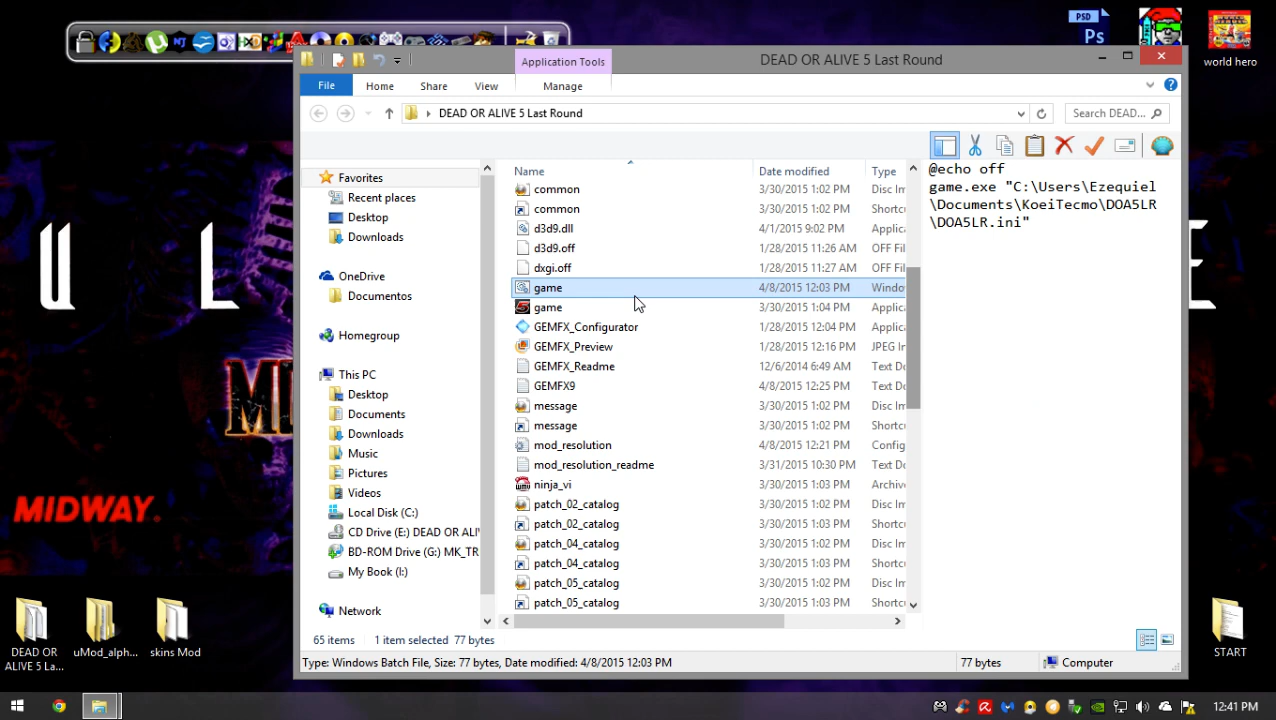 PSD
Ps
world hero
Application Tools
DEAD OR ALIVE 5 Last Round
File
Home
Share
View
Manage
DEAD OR ALIVE 5 Last Round
Search DEAD...
Name
Date modified
Type
Favorites
Recent places
Desktop
Downloads
OneDrive
Documentos
Homegroup
This PC
Desktop
Documents
Downloads
Music
Pictures
Videos
Local Disk (C:)
CD Drive (E:) DEAD OR ALI
BD-ROM Drive (G:) MK_TR
My Book (I:)
Network
common 3/30/2015 1:02 PM Disc Im
common 3/30/2015 1:02 PM Shortc
d3d9.dll 4/1/2015 9:02 PM Applic
d3d9.off 1/28/2015 11:26 AM OFF Fil
dxgi.off 1/28/2015 11:27 AM OFF Fil
game 4/8/2015 12:03 PM Windo
game 3/30/2015 1:04 PM Applic
GEMFX_Configurator 1/28/2015 12:04 PM Applic
GEMFX_Preview 1/28/2015 12:16 PM JPEG In
GEMFX_Readme 12/6/2014 6:49 AM Text Do
GEMFX9 4/8/2015 12:25 PM Text Do
message 3/30/2015 1:02 PM Disc Im
message 3/30/2015 1:02 PM Shortc
mod_resolution 4/8/2015 12:21 PM Config
mod_resolution_readme 3/31/2015 10:30 PM Text Do
ninja_vi 3/30/2015 1:03 PM Archiv
patch_02_catalog 3/30/2015 1:02 PM Disc Im
patch_02_catalog 3/30/2015 1:03 PM Shortc
patch_04_catalog 3/30/2015 1:02 PM Disc Im
patch_04_catalog 3/30/2015 1:03 PM Shortc
patch_05_catalog 3/30/2015 1:02 PM Disc Im
patch_05_catalog 3/30/2015 1:03 PM Shortc
@echo off
game.exe "C:\Users\Ezequiel
\Documents\KoeiTecmo\DOA5LR
\DOA5LR.ini"
65 items
1 item selected 77 bytes
Type: Windows Batch File, Size: 77 bytes, Date modified: 4/8/2015 12:03 PM
77 bytes
Computer
U L
MIDWAY.
DEAD OR
ALIVE 5 La...
uMod_alph...
skins Mod
START
12:41 PM